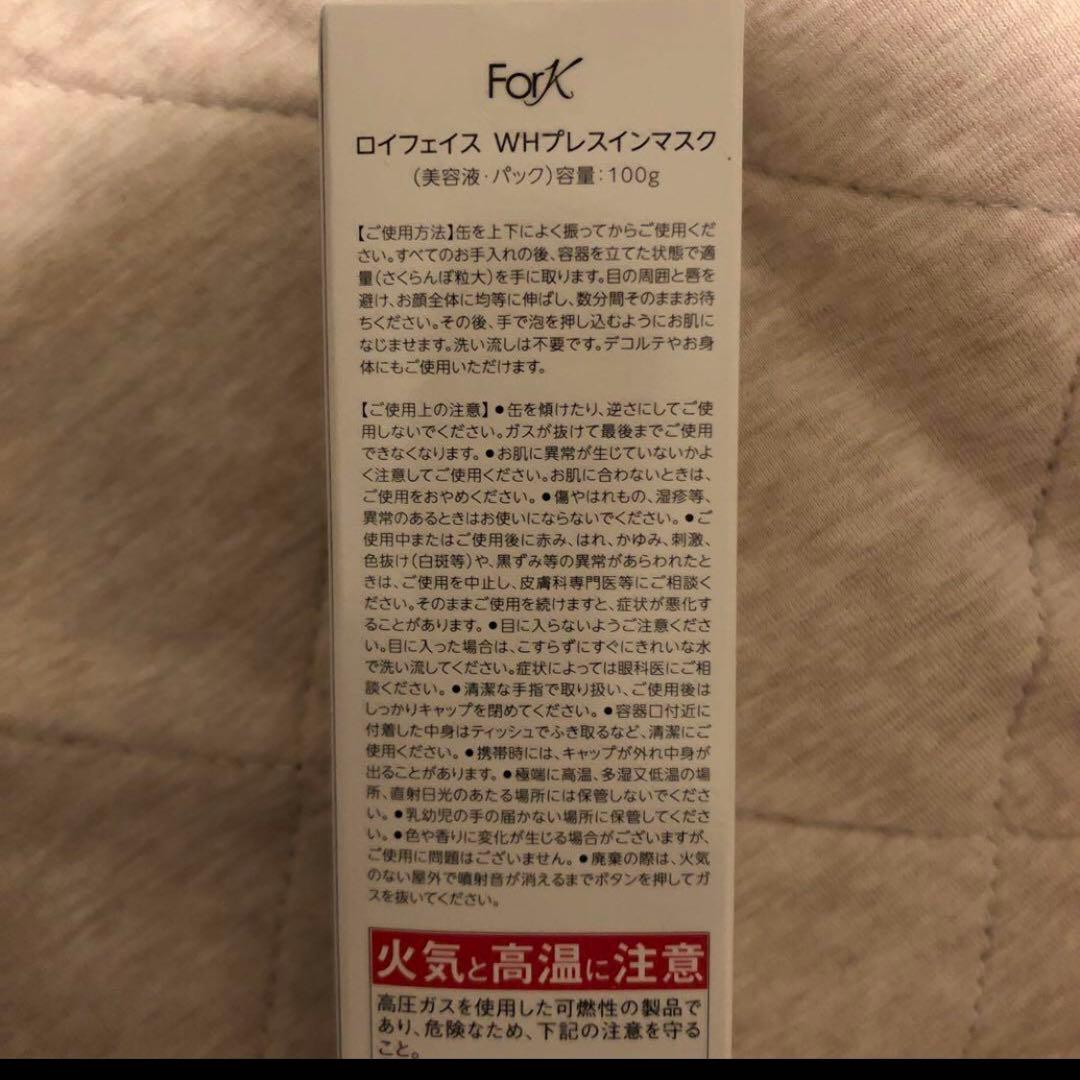 ForK
ロイフェイス WHプレスインマスク
(美容液・パック)容量:100g
【ご使用方法】缶を上下によく振ってからご使用くだ
さい。すべてのお手入れの後、容器を立てた状態で適
量(さくらんぼ粒大)を手に取ります。目の周囲と唇を
避け、お顔全体に均等に伸ばし、数分間そのままお待
ちください。その後、手で泡を押し込むようにお肌に
なじませます。洗い流しは不要です。デコルテやお身
体にもご使用いただけます。
【ご使用上の注意】●缶を傾けたり、逆さにしてご使
用しないでください。ガスが抜けて最後までご使用
できなくなります。●お肌に異常が生じていないかよ
く注意してご使用ください。お肌に合わないときは、
ご使用をおやめください。●傷やはれもの、湿疹等、
異常のあるときはお使いにならないでください。●ご
使用中またはご使用後に赤み、はれ、かゆみ、刺激、
色抜け(白斑等)や、黒ずみ等の異常があらわれたと
きは、ご使用を中止し、皮膚科専門医等にご相談く
ださい。そのままご使用を続けますと、症状が悪化す
ることがあります。●目に入らないようご注意くださ
い。目に入った場合は、こすらずにすぐにきれいな水
で洗い流してください。症状によっては眼科医にご相
談ください。●清潔な手指で取り扱い、ご使用後は
しっかりキャップを閉めてください。●容器口付近に
付着した中身はティッシュでふき取るなど、清潔にご
使用ください。●携帯時には、キャップが外れ中身が
出ることがあります。●極端に高温、多湿又低温の場
所、直射日光のあたる場所には保管しないでくださ
い。●乳幼児の手の届かない場所に保管してくださ
い。●色や香りに変化が生じる場合がございますが、
ご使用に問題はございません。●廃棄の際は、火気
のない屋外で噴射音が消えるまでボタンを押してガ
スを抜いてください。
火気と高温に注意
高圧ガスを使用した可燃性の製品で
あり、危険なため、下記の注意を守る
こと。